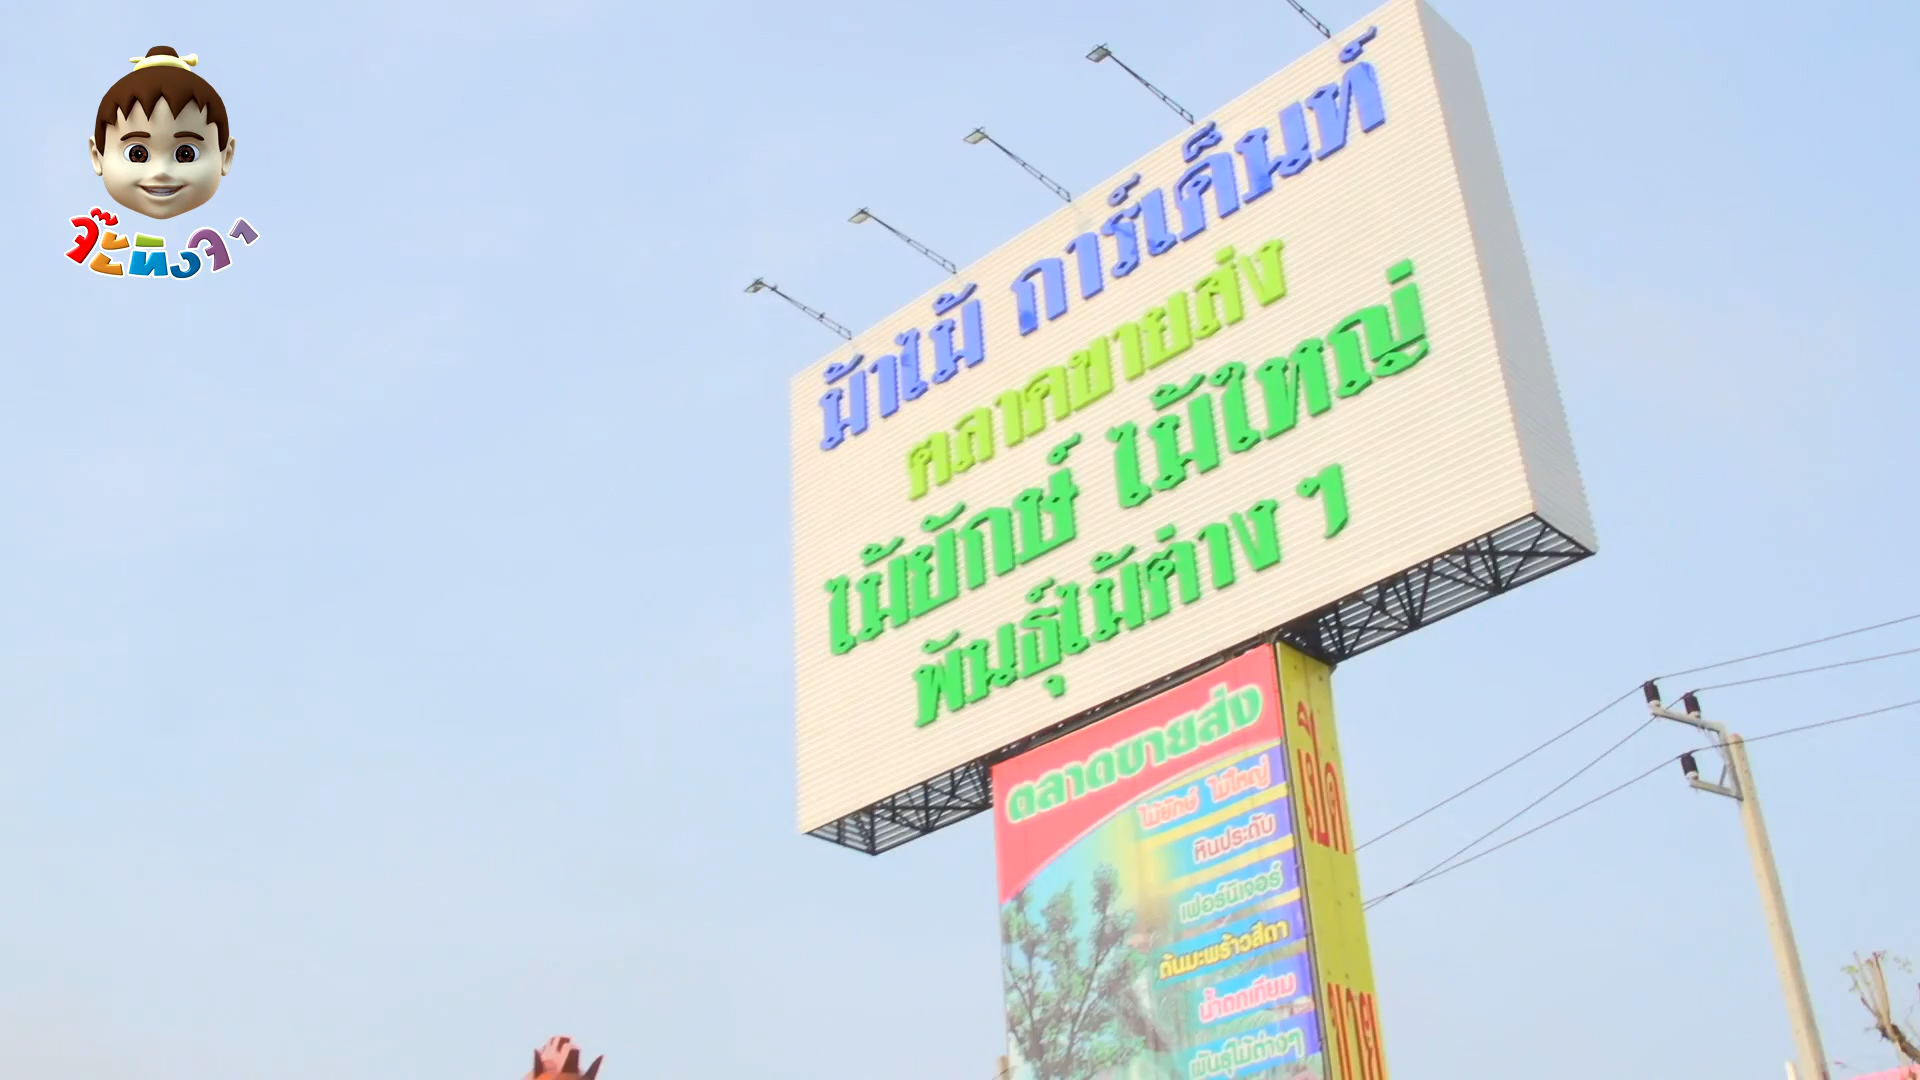 จ๊ะทิงจา
ม้าไม้ การ์เด็นท์
ตลาดขายส่ง
ไม้ยักษ์ ไม้ใหญ่
พันธุ์ไม้ต่าง ๆ
ตลาดขายส่ง
ไม้ยักษ์ ไม้ใหญ่
หินประดับ
เฟอร์นิเจอร์
ต้นมะพร้าวสีดา
น้ำตกเทียม
พันธุ์ไม้ต่างๆ
เปิด
ขาย